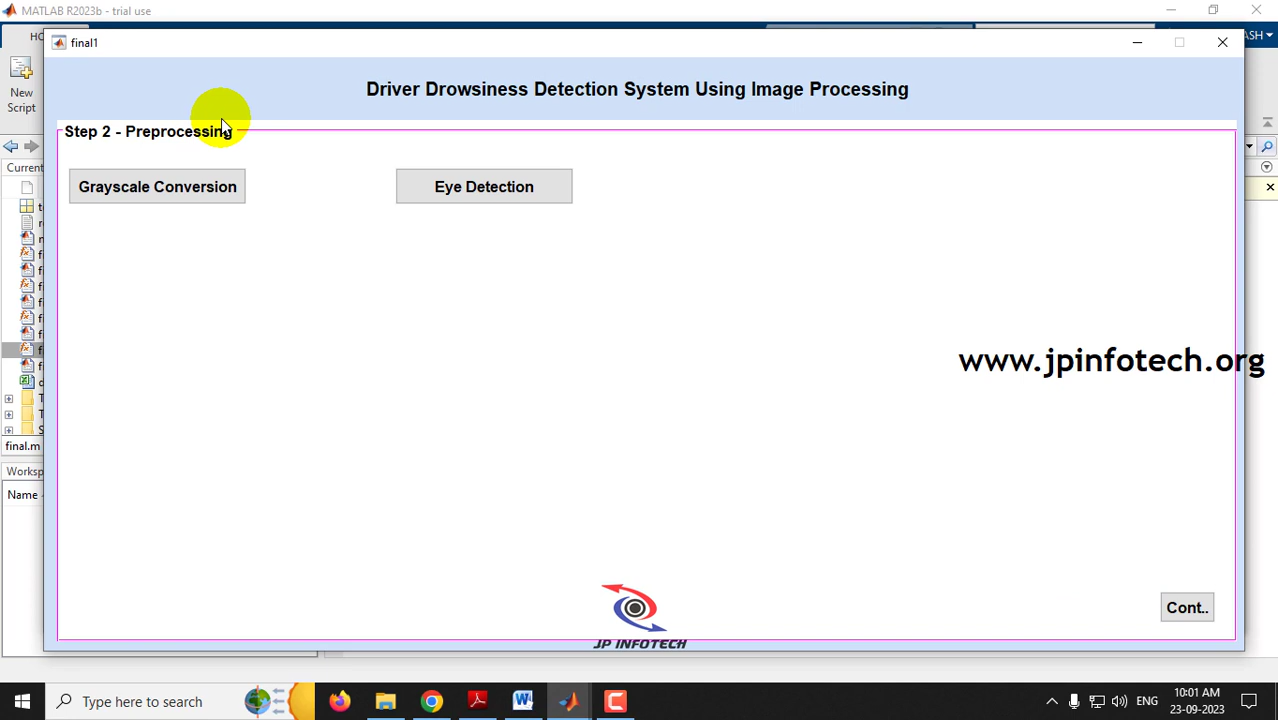 MATLAB R2023b - trial use
ASH
final1
New
Script
Driver Drowsiness Detection System Using Image Processing
Step 2 - Preprocessing
Grayscale Conversion
Eye Detection
www.jpinfotech.org
final.m
Name
Cont..
JP INFOTECH
Type here to search
ENG
10:01 AM
23-09-2023